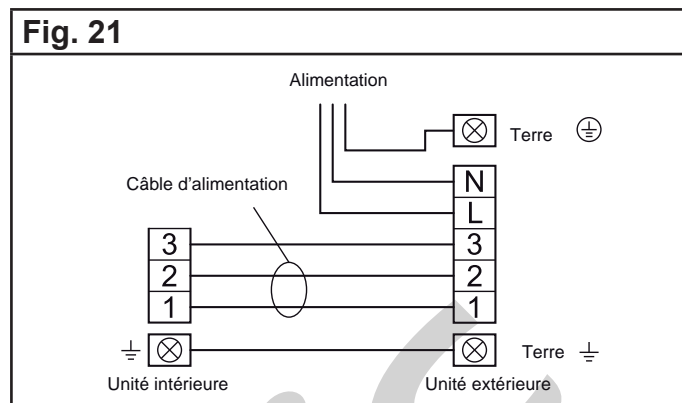 Fig. 21
Alimentation
Terre
Câble d'alimentation
N
L
3 3
2 2
1 1
Terre
Unité intérieure Unité extérieure